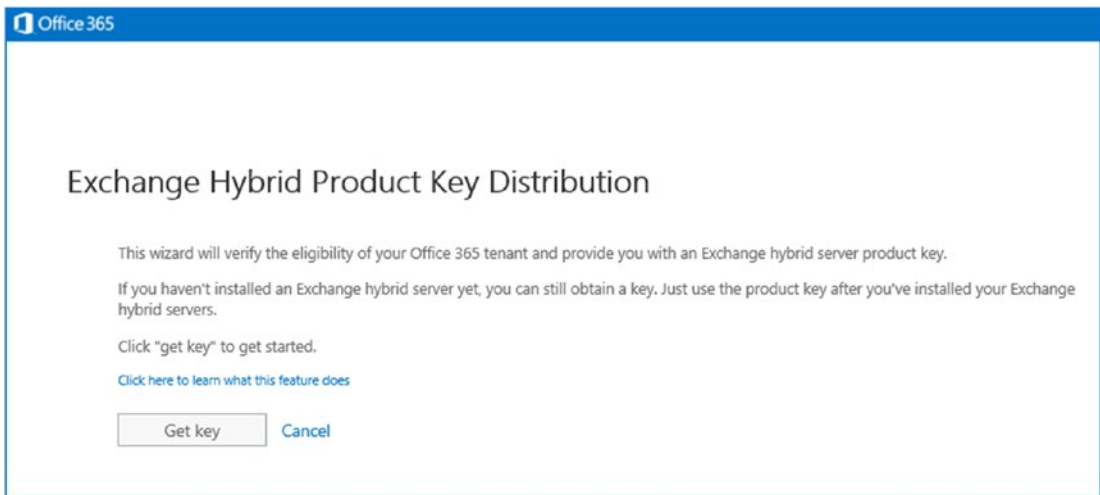 Office 365
Exchange Hybrid Product Key Distribution
This wizard will verify the eligibility of your Office 365 tenant and provide you with an Exchange hybrid server product key.
If you haven't installed an Exchange hybrid server yet, you can still obtain a key. Just use the product key after you've installed your Exchange
hybrid servers.
Click "get key" to get started.
Click here to learn what this feature does
Get key Cancel